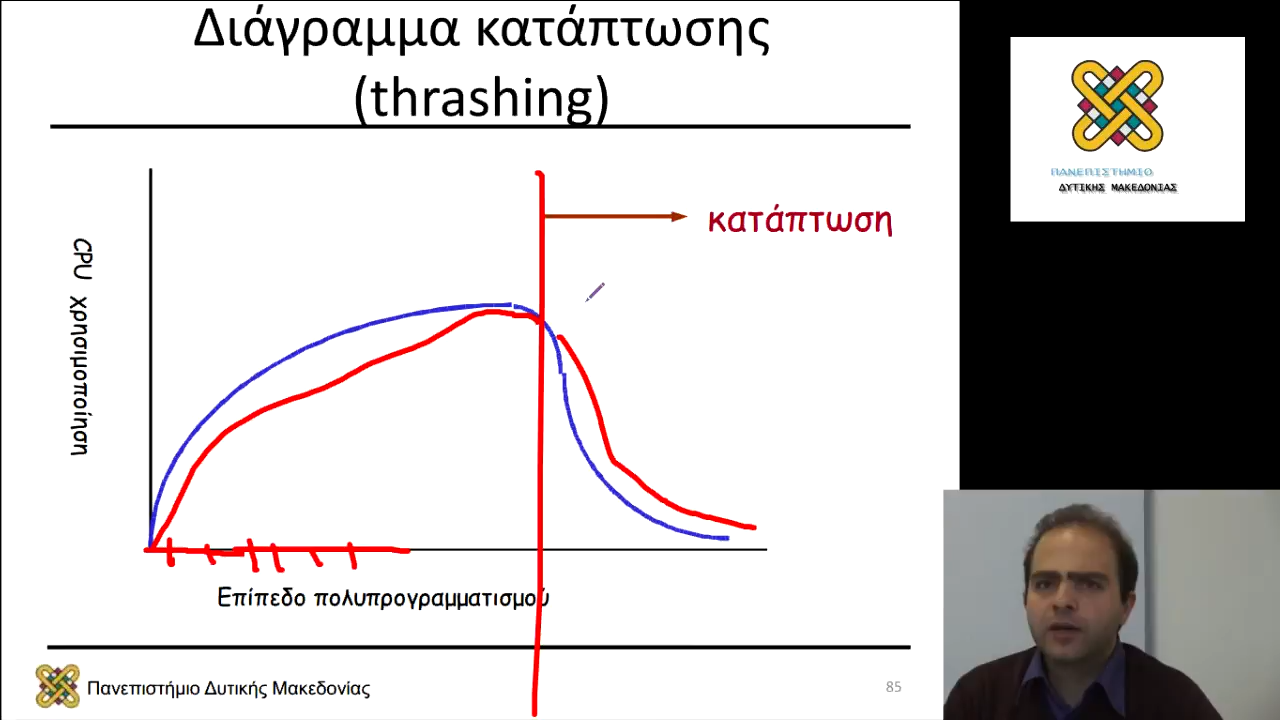 Διάγραμμα κατάπτωσης
(thrashing)
κατάπτωση
CPU χρησιμοποίηση
Επίπεδο πολυπρογραμματισμού
Πανεπιστήμιο Δυτικής Μακεδονίας
85
ΠΑΝΕΠΙΣΤΗΜΙΟ
ΔΥΤΙΚΗΣ ΜΑΚΕΔΟΝΙΑΣ